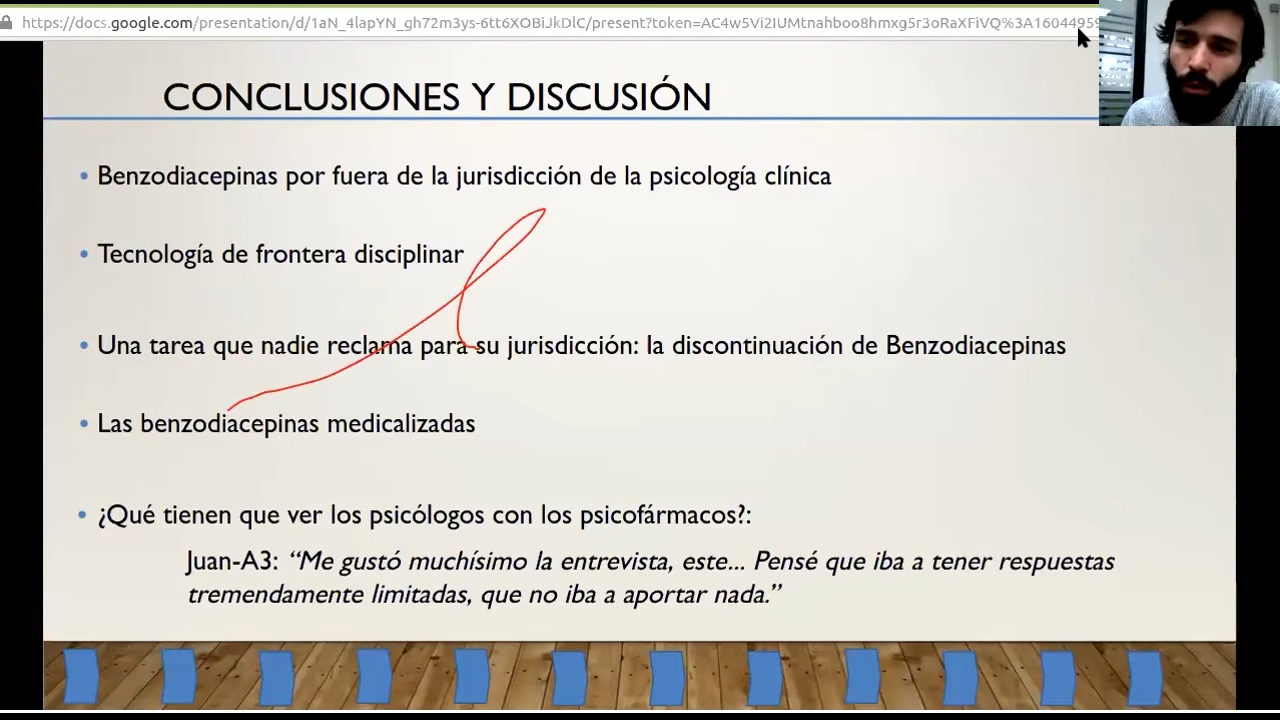 https://docs.google.com/presentation/d/1aN_4lapYN_gh72m3ys-6tt6XOBiJkDlC/present?token=AC4w5Vi2IUMtnahboo8hmxg5r3oRaXFiVQ%3A16044959
CONCLUSIONES Y DISCUSIÓN
• Benzodiacepinas por fuera de la jurisdicción de la psicología clínica
• Tecnología de frontera disciplinar
• Una tarea que nadie reclama para su jurisdicción: la discontinuación de Benzodiacepinas
• Las benzodiacepinas medicalizadas
• ¿Qué tienen que ver los psicólogos con los psicofármacos?:
Juan-A3: “Me gustó muchísimo la entrevista, este... Pensé que iba a tener respuestas
tremendamente limitadas, que no iba a aportar nada.”